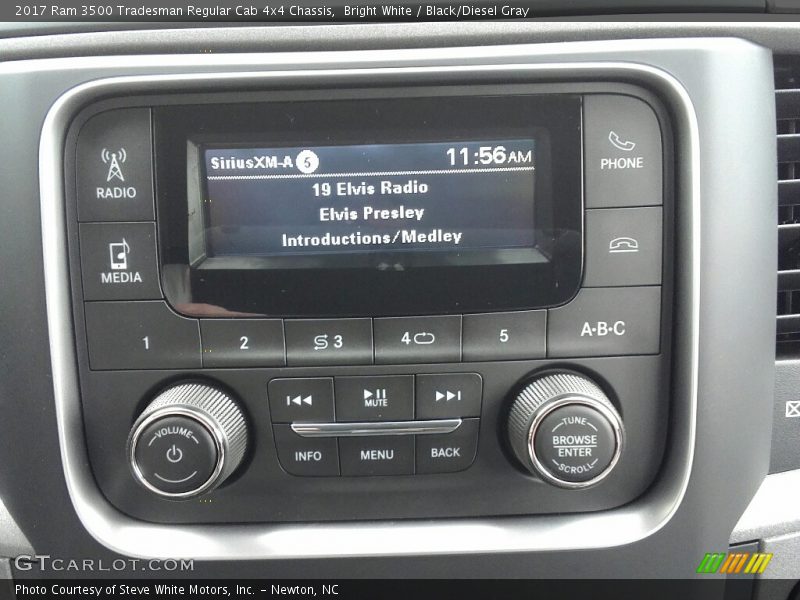 2017 Ram 3500 Tradesman Regular Cab 4x4 Chassis,  Bright White / Black/Diesel Gray
SiriusXM-A 5 11:56AM
19 Elvis Radio
Elvis Presley
Introductions/Medley
RADIO
MEDIA
PHONE
1 2 3 4 5 A-B-C
MUTE
INFO MENU BACK
VOLUME
TUNE
BROWSE
ENTER
SCROLL
GTCARLOT.COM
Photo Courtesy of Steve White Motors, Inc. – Newton, NC